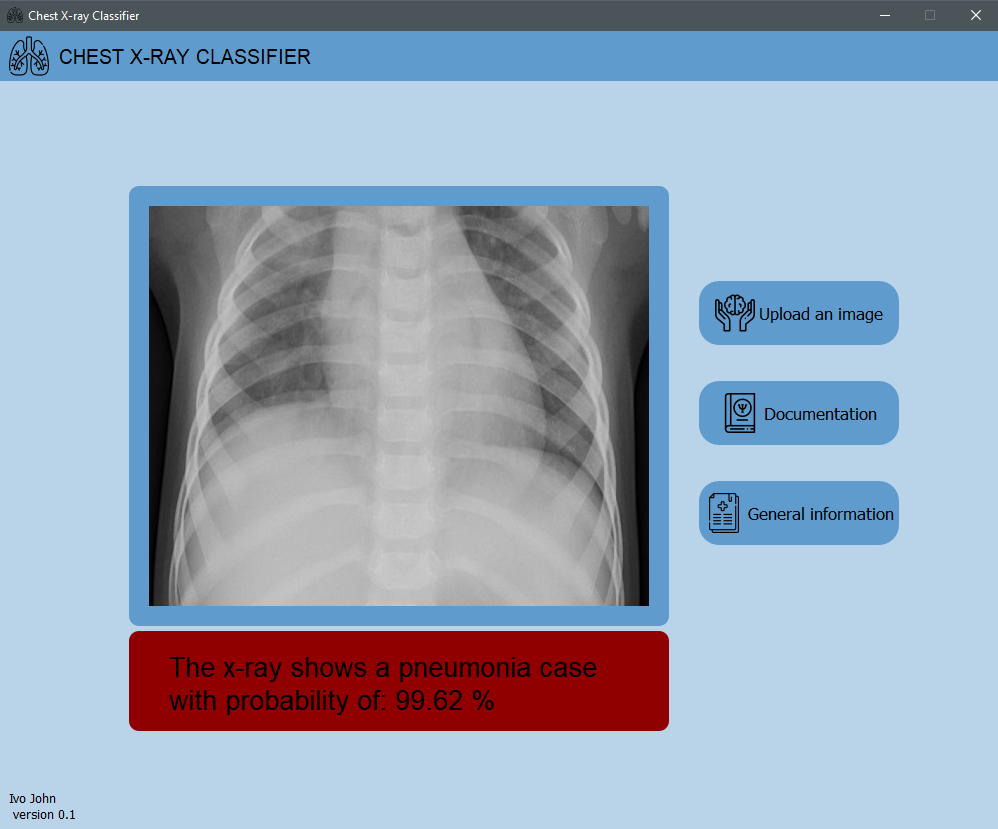 Chest X-ray Classifier
CHEST X-RAY CLASSIFIER
Upload an image
Documentation
General information
The x-ray shows a pneumonia case
with probability of: 99.62 %
Ivo John
version 0.1